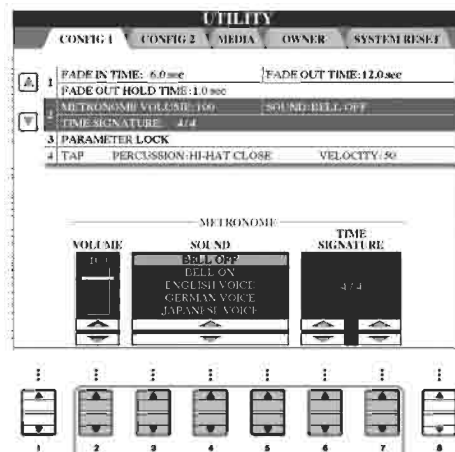 UTILITY
CONFIG 1 CONFIG 2 MEDIA OWNER SYSTEM RESET
1 FADE IN TIME: 6.0 sec FADE OUT TIME:12.0 sec
FADE OUT HOLD TIME:1.0 sec
2 METRONOME VOLUME: 100 SOUND:BELL OFF
TIME SIGNATURE: 4/4
3 PARAMETER LOCK
4 TAP PERCUSSION:HI-HAT CLOSE VELOCITY: 50
METRONOME
VOLUME SOUND TIME SIGNATURE
100 BELL OFF
BELL ON
ENGLISH VOICE 4/4
GERMAN VOICE
JAPANESE VOICE
1 2 3 4 5 6 7 8